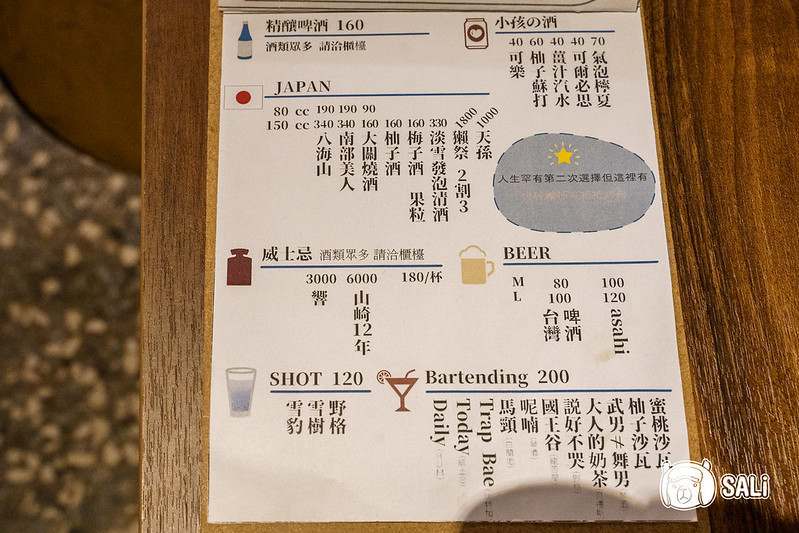 精釀啤酒 160
酒類眾多 請洽櫃檯
小孩の酒
70 氣泡檸夏
40 可爾必思
40 薑汁汽水
60 柚子蘇打
40 可樂
JAPAN
80 cc 190 190 90
150 cc 340 340 160 160 160 330 1800 1000
天孫
獺祭 2割3
淡雪發泡清酒
梅子酒 果粒
柚子酒
大關燒酒
南部美人
八海山
人生罕有第二次選擇但這裡有
威士忌 酒類眾多 請洽櫃檯
3000 6000 180/杯
山崎12年
響
BEER
M 80 100
L 100 120
asahi
台灣啤酒
SHOT 120
野格
雪樹
雪豹
Bartending 200
蜜桃沙瓦
柚子沙瓦
武男≠舞男
大人的奶茶
說好不哭
國王谷
呢喃
馬頸
Trap Bae
Today
Daily
SALi